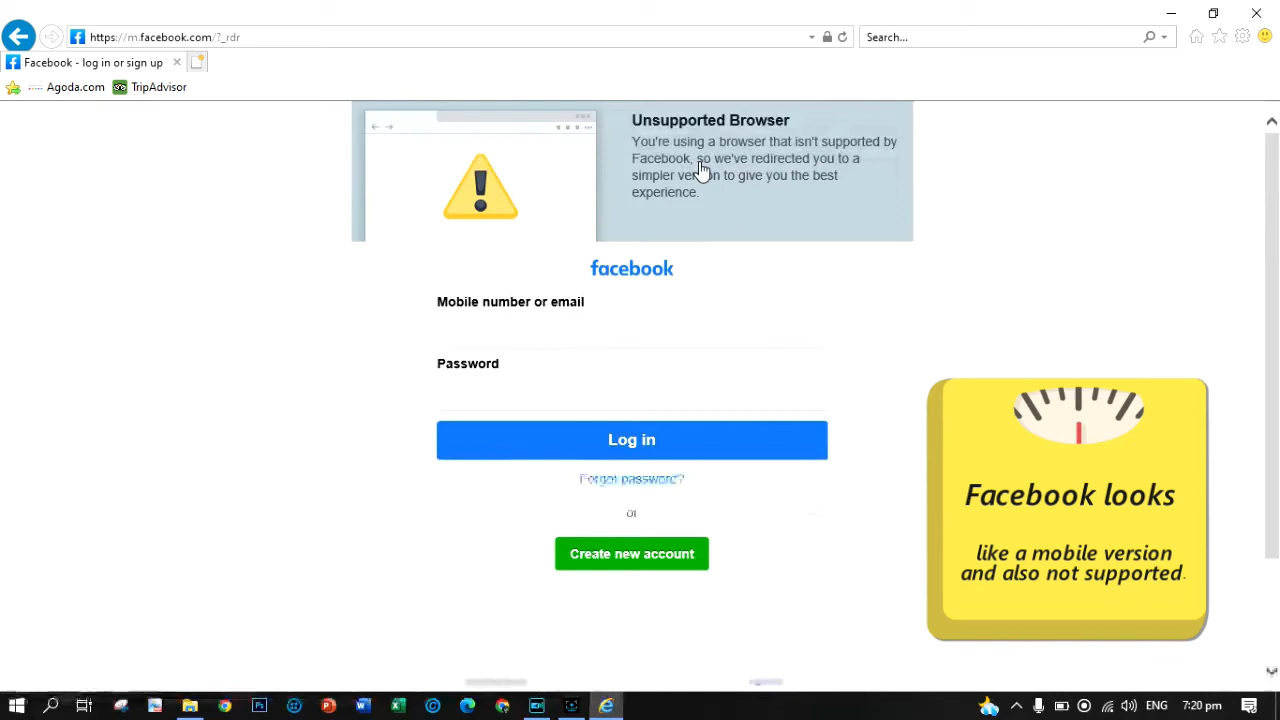 https://m.facebook.com/?_rdr
Search...
Facebook - log in or sign up
Agoda.com
TripAdvisor
Unsupported Browser
You're using a browser that isn't supported by
Facebook, so we've redirected you to a
simpler version to give you the best
experience.
facebook
Mobile number or email
Password
Log in
Forgot password?
or
Create new account
Facebook looks
like a mobile version
and also not supported.
ENG
7:20 pm